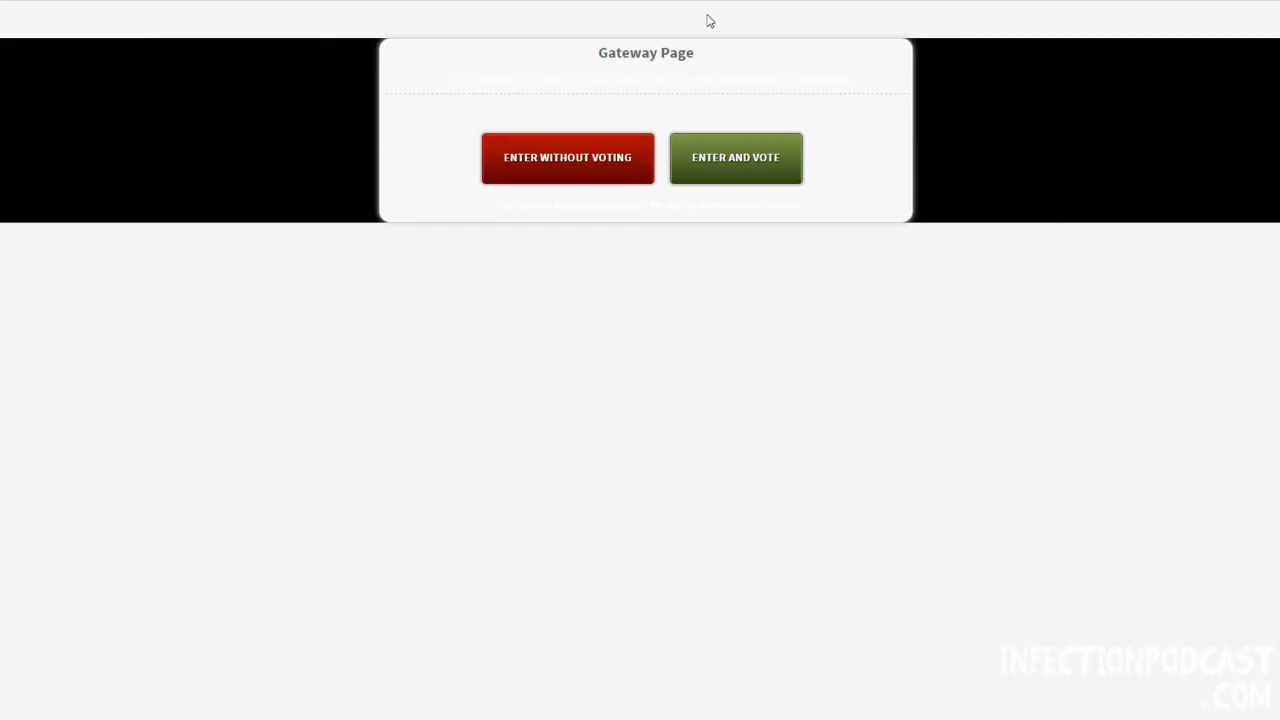 Gateway Page
ENTER WITHOUT VOTING
ENTER AND VOTE
INFECTIONPODCAST
.COM